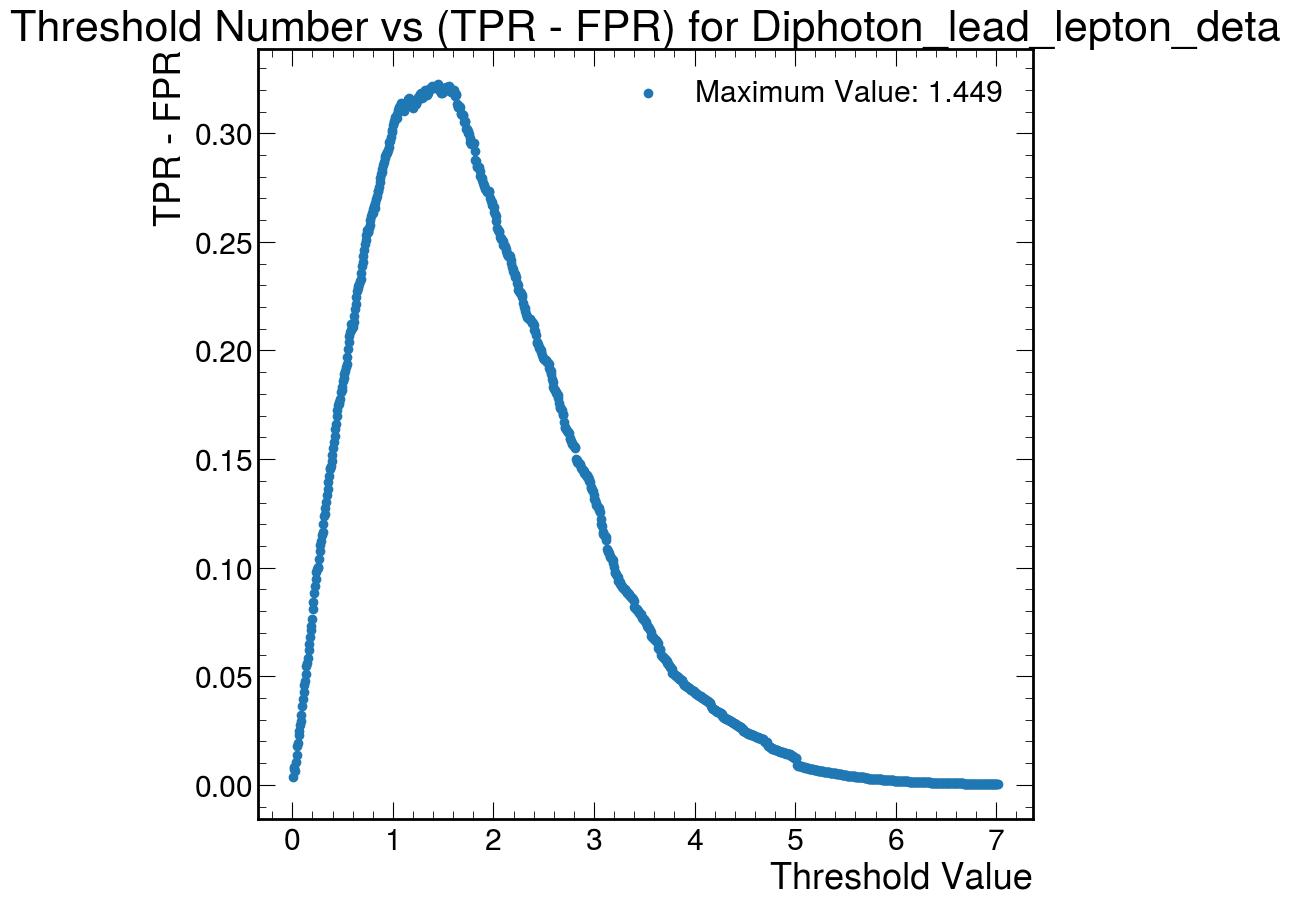 Threshold Number vs (TPR - FPR) for Diphoton_lead_lepton_deta
TPR - FPR
Maximum Value: 1.449
0.30
0.25
0.20
0.15
0.10
0.05
0.00
0 1 2 3 4 5 6 7
Threshold Value